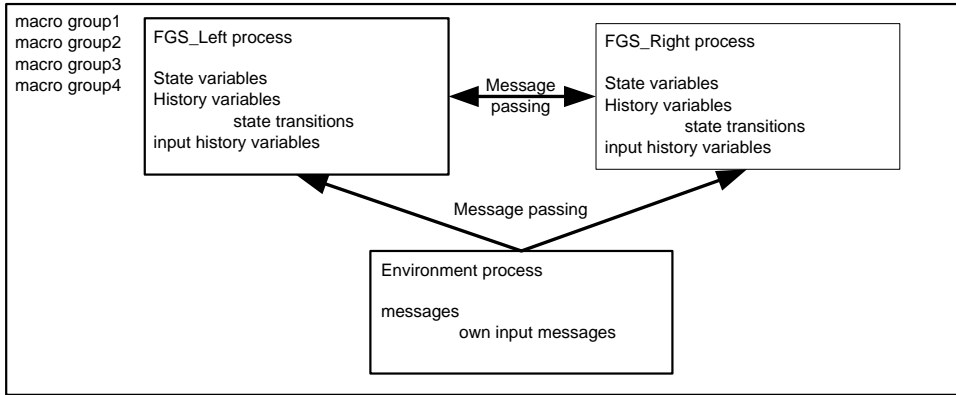 macro group1
macro group2
macro group3
macro group4
FGS_Left process
State variables
History variables
state transitions
input history variables
Message
passing
FGS_Right process
State variables
History variables
state transitions
input history variables
Message passing
Environment process
messages
own input messages